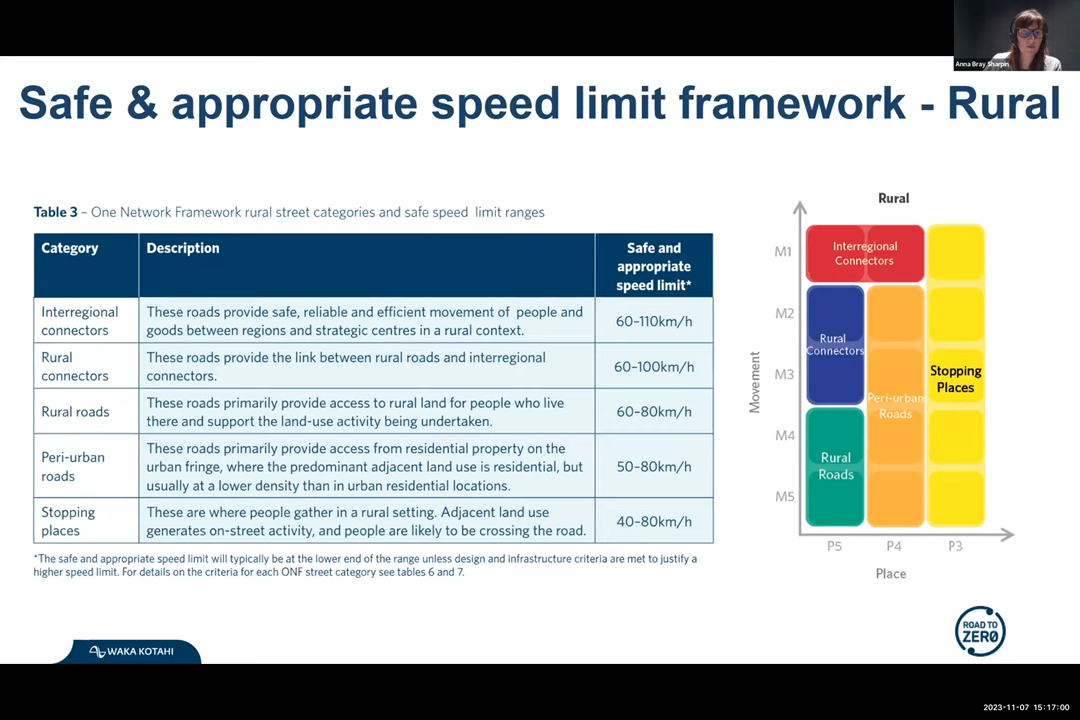 Anna Bray Sharpin
Safe & appropriate speed limit framework - Rural
Table 3 – One Network Framework rural street categories and safe speed limit ranges
Category
Description
Safe and
appropriate
speed limit*
Interregional
connectors
These roads provide safe, reliable and efficient movement of people and
goods between regions and strategic centres in a rural context.
60–110km/h
Rural
connectors
These roads provide the link between rural roads and interregional
connectors.
60–100km/h
Rural roads
These roads primarily provide access to rural land for people who live
there and support the land-use activity being undertaken.
60–80km/h
Peri-urban
roads
These roads primarily provide access from residential property on the
urban fringe, where the predominant adjacent land use is residential, but
usually at a lower density than in urban residential locations.
50–80km/h
Stopping
places
These are where people gather in a rural setting. Adjacent land use
generates on-street activity, and people are likely to be crossing the road.
40–80km/h
*The safe and appropriate speed limit will typically be at the lower end of the range unless design and infrastructure criteria are met to justify a
higher speed limit. For details on the criteria for each ONF street category see tables 6 and 7.
Rural
Movement
M1
M2
M3
M4
M5
Interregional
Connectors
Rural
Connectors
Peri-urban
Roads
Stopping
Places
Rural
Roads
P5
P4
P3
Place
WAKA KOTAHI
ROAD TO
ZERO
2023-11-07 15:17:00